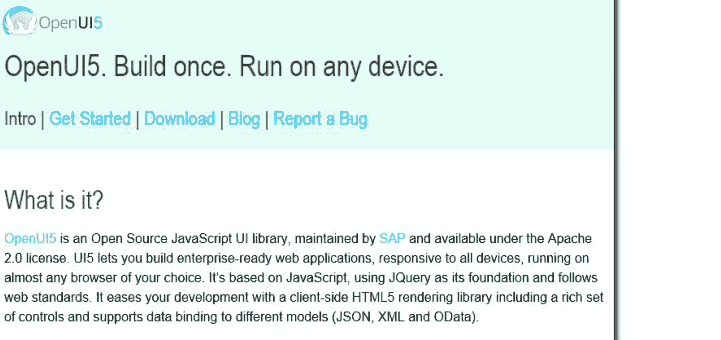 OpenUI5
OpenUI5. Build once. Run on any device.
Intro | Get Started | Download | Blog | Report a Bug
What is it?
OpenUI5 is an Open Source JavaScript UI library, maintained by SAP and available under the Apache
2.0 license. UI5 lets you build enterprise-ready web applications, responsive to all devices, running on
almost any browser of your choice. It's based on JavaScript, using JQuery as its foundation and follows
web standards. It eases your development with a client-side HTML5 rendering library including a rich set
of controls and supports data binding to different models (JSON, XML and OData).